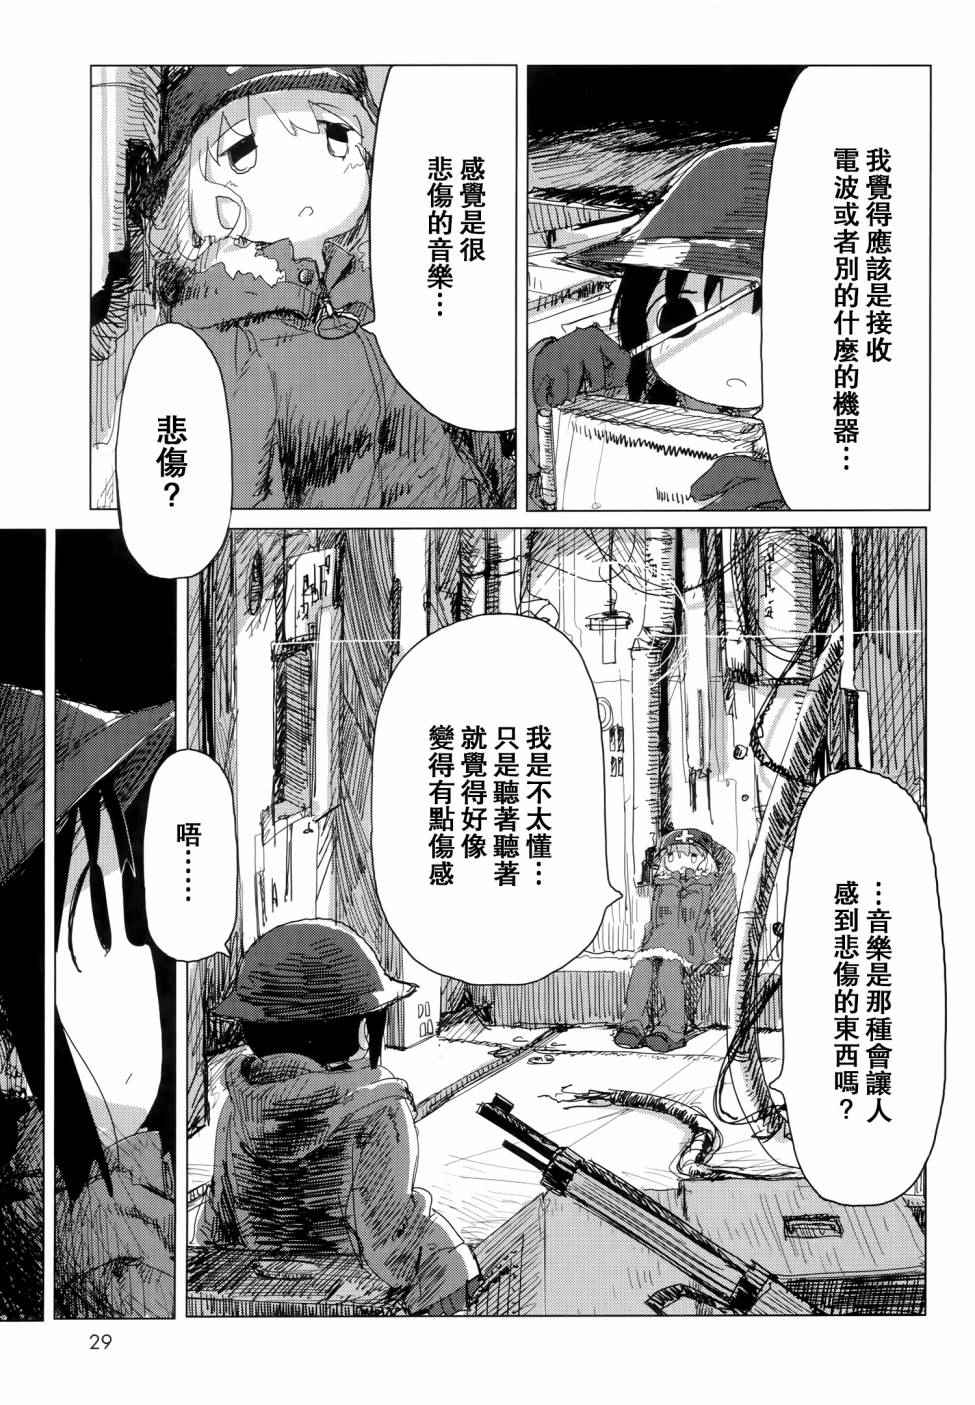 我覺得應該是接收
電波或者別的什麼的機器…
感覺是很
悲傷的音樂…
悲傷？
…音樂是那種會讓人
感到悲傷的東西嗎？
我是不太懂…
只是聽著聽著
就覺得好像
變得有點傷感
唔……
29